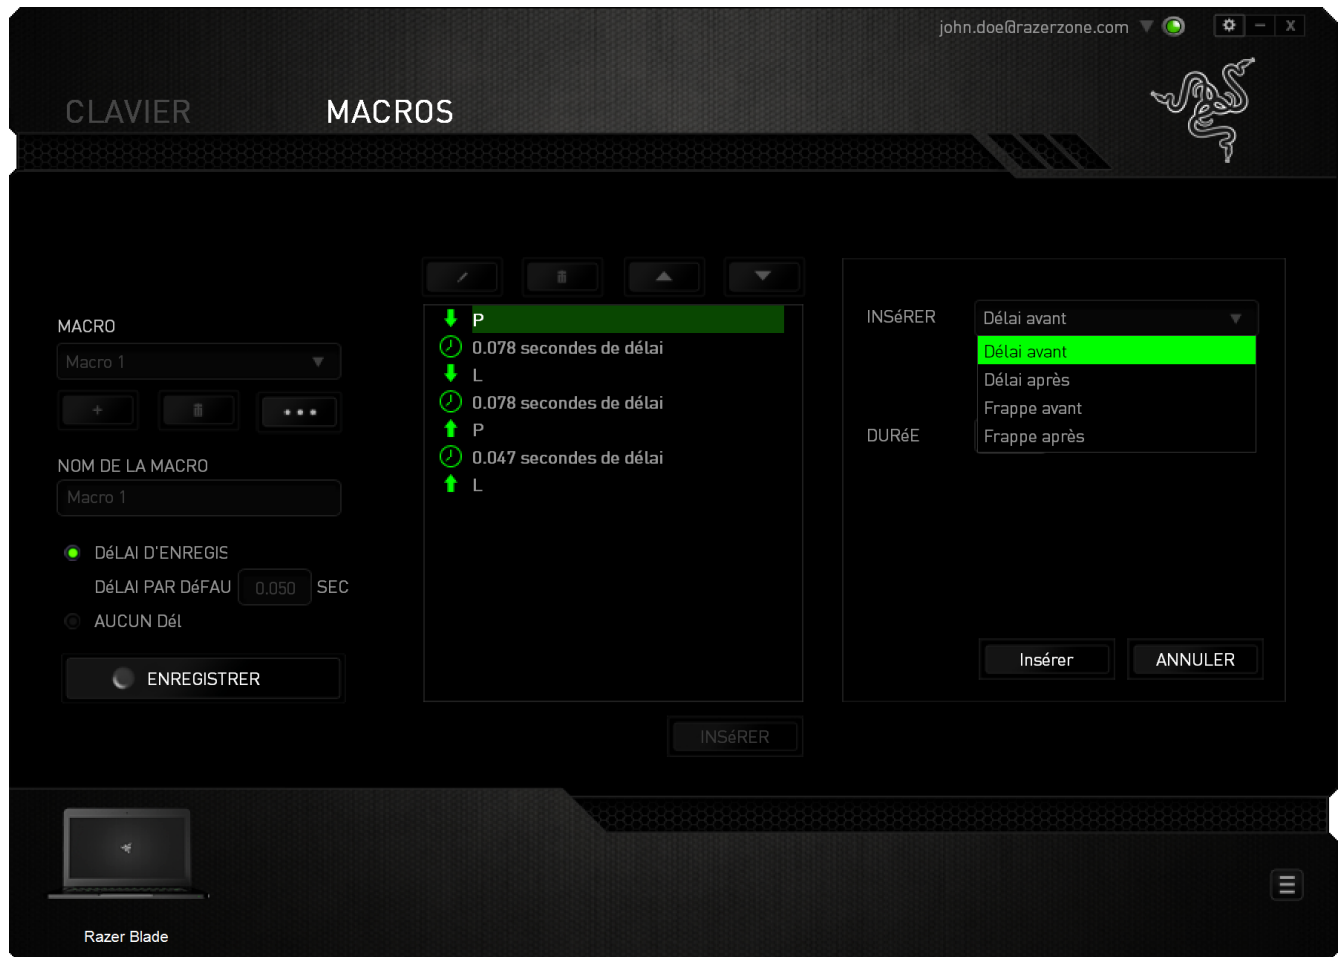 john.doe@razerzone.com
X
CLAVIER
MACROS
MACRO
Macro 1
NOM DE LA MACRO
Macro 1
DéLAI D'ENREGIS
DéLAI PAR DéFAU 0.050 SEC
AUCUN Dél
ENREGISTRER
P
0.078 secondes de délai
L
0.078 secondes de délai
P
0.047 secondes de délai
L
INSéRER
INSéRER
Délai avant
Délai avant
Délai après
Frappe avant
Frappe après
DURéE
Insérer
ANNULER
Razer Blade